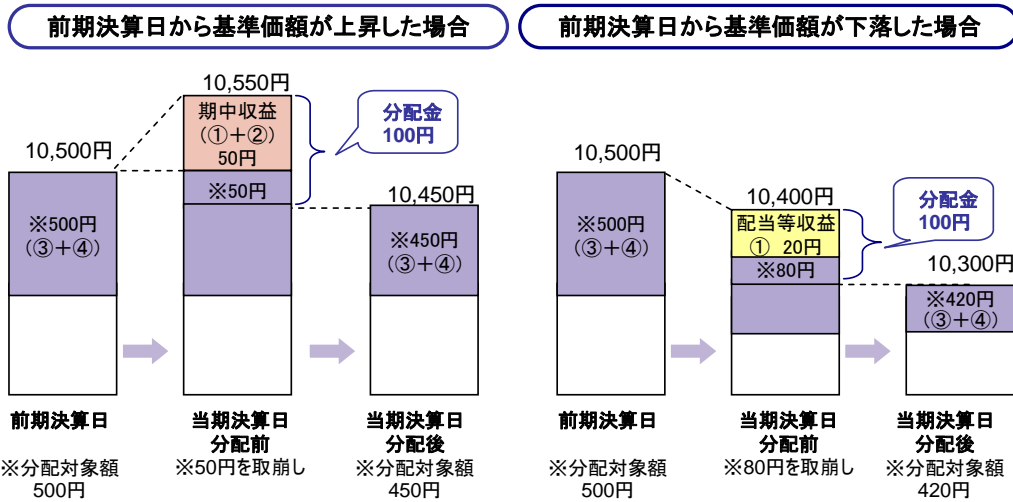 前期決算日から基準価額が上昇した場合
10,550円
期中収益
(①+②)
50円
分配金
100円
10,500円
※50円
10,450円
※500円
(③+④)
※450円
(③+④)
前期決算日
当期決算日
分配前
当期決算日
分配後
※分配対象額
500円
※50円を取崩し
※分配対象額
450円
前期決算日から基準価額が下落した場合
10,500円
10,400円
分配金
100円
配当等収益
① 20円
※500円
(③+④)
※80円
10,300円
※420円
(③+④)
前期決算日
当期決算日
分配前
当期決算日
分配後
※分配対象額
500円
※80円を取崩し
※分配対象額
420円